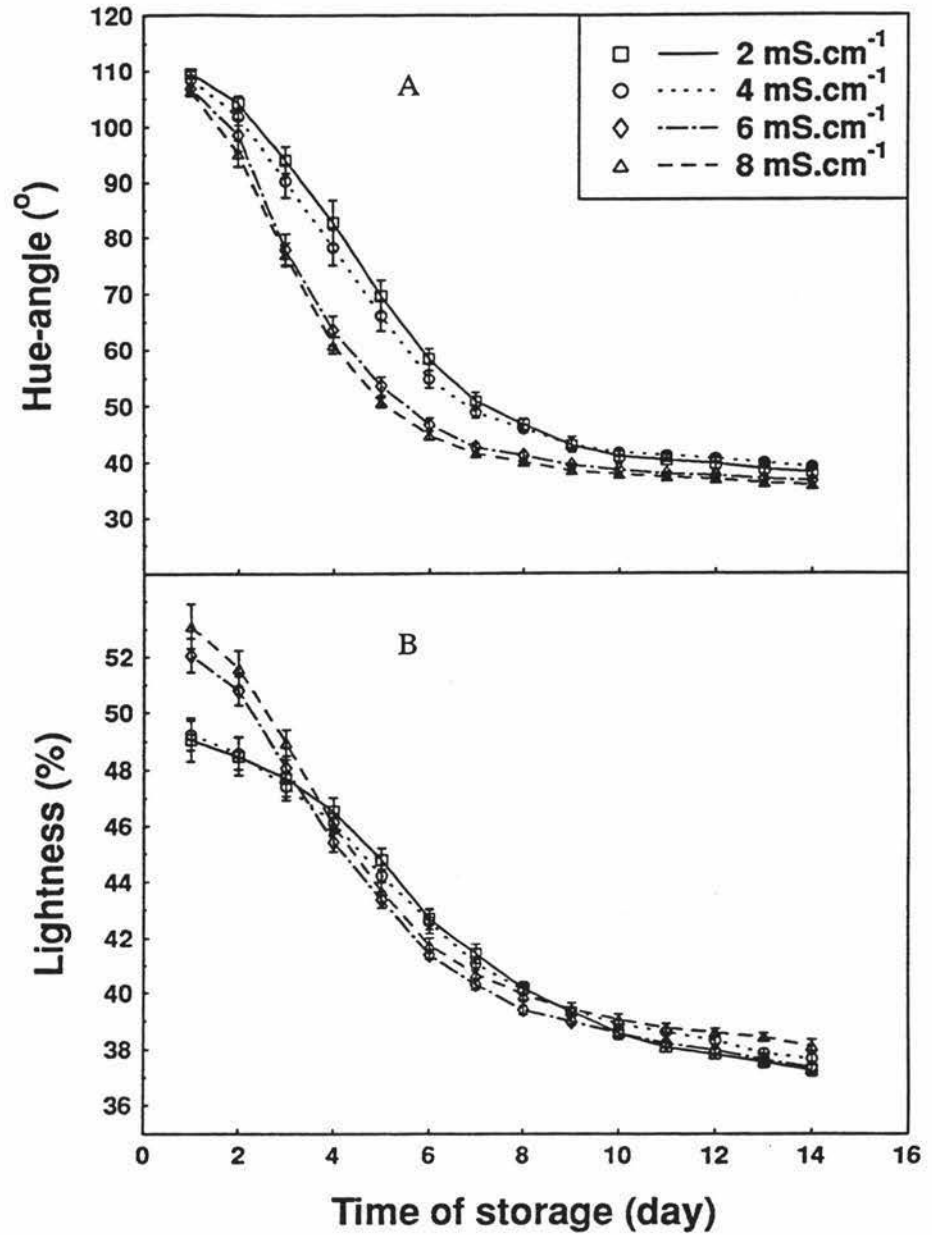 120
110
100
90
80
70
60
50
40
30
Hue-angle (°)
A
2 mS.cm⁻¹
4 mS.cm⁻¹
6 mS.cm⁻¹
8 mS.cm⁻¹
52
50
48
46
44
42
40
38
36
Lightness (%)
B
0 2 4 6 8 10 12 14 16
Time of storage (day)